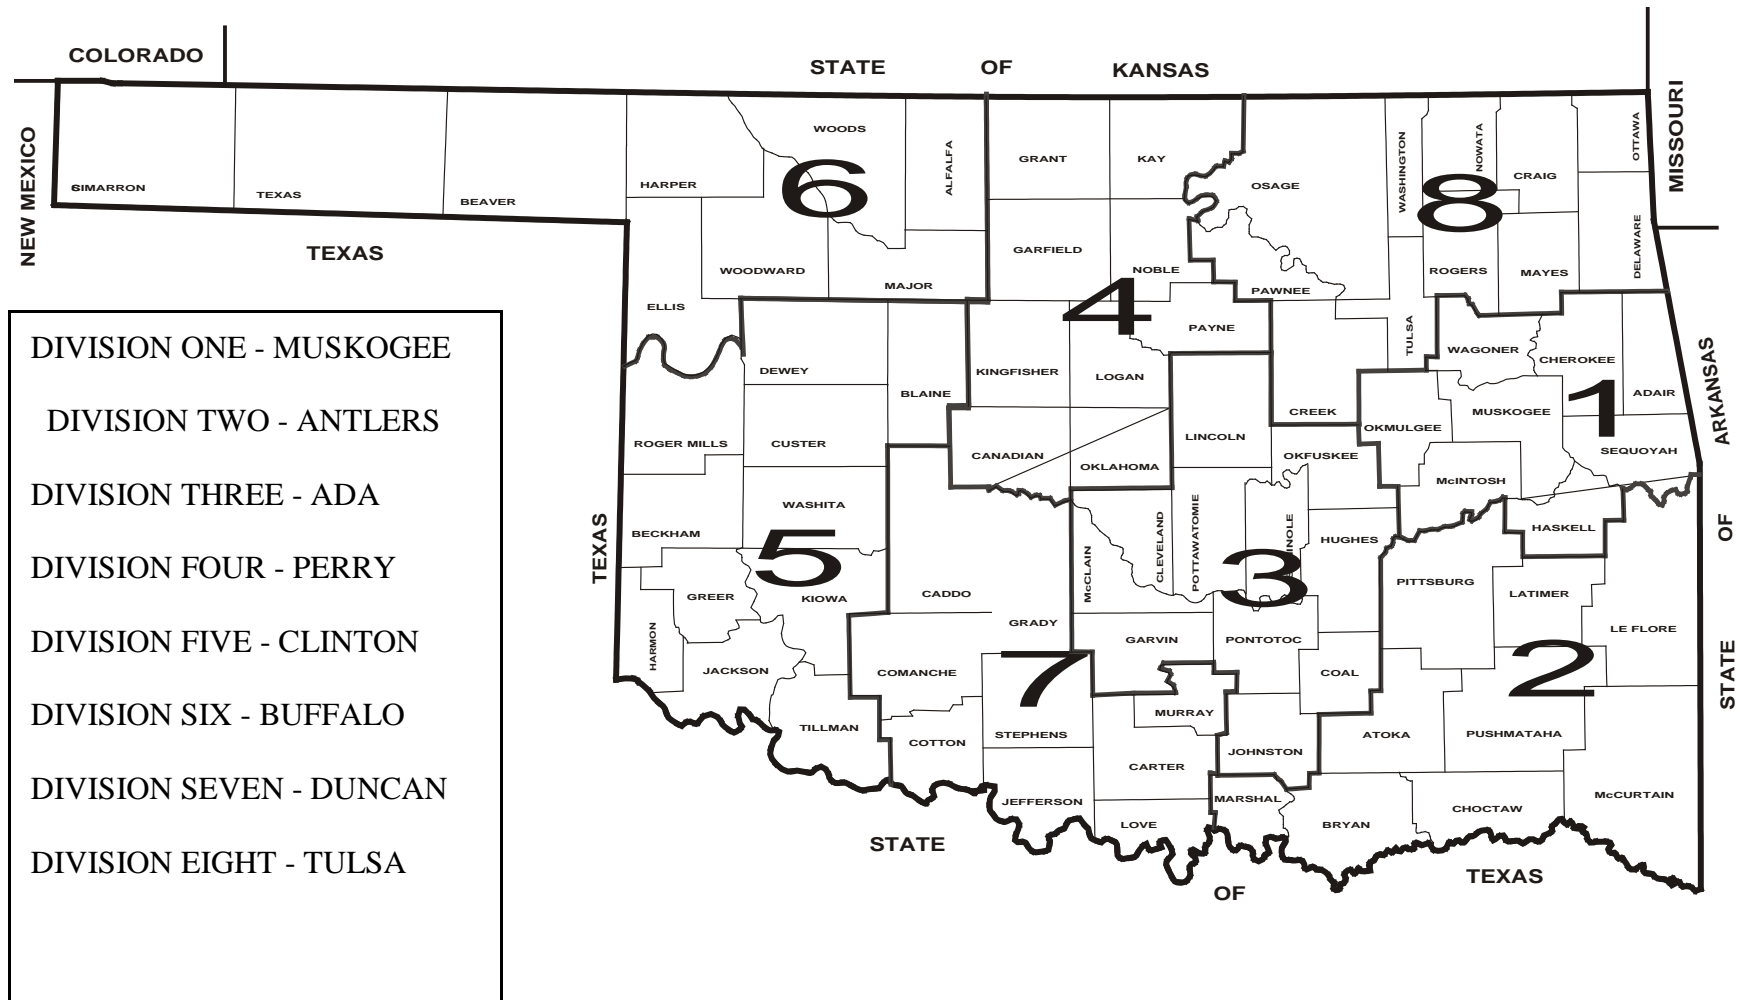 COLORADO
STATE OF KANSAS
NEW MEXICO
MISSOURI
TEXAS
CIMARRON
TEXAS
BEAVER
HARPER
WOODS
ALFALFA
GRANT
KAY
OSAGE
WASHINGTON
NOWATA
CRAIG
OTTAWA
6
8
ELLIS
WOODWARD
MAJOR
GARFIELD
NOBLE
PAWNEE
ROGERS
MAYES
DELAWARE
4
DEWEY
BLAINE
KINGFISHER
LOGAN
PAYNE
CREEK
TULSA
WAGONER
CHEROKEE
ADAIR
1
ROGER MILLS
CUSTER
CANADIAN
OKLAHOMA
LINCOLN
OKFUSKEE
OKMULGEE
MUSKOGEE
SEQUOYAH
McINTOSH
ARKANSAS
OF
STATE
TEXAS
BECKHAM
WASHITA
5
GREER
KIOWA
HARMON
JACKSON
TILLMAN
CADDO
GRADY
COMANCHE
COTTON
7
STEPHENS
JEFFERSON
McCLAIN
CLEVELAND
POTTAWATOMIE
INOLE
3
HUGHES
GARVIN
PONTOTOC
COAL
MURRAY
CARTER
LOVE
JOHNSTON
MARSHAL
HASKELL
PITTSBURG
LATIMER
LE FLORE
2
ATOKA
PUSHMATAHA
BRYAN
CHOCTAW
McCURTAIN
STATE
OF
TEXAS
DIVISION ONE - MUSKOGEE
DIVISION TWO - ANTLERS
DIVISION THREE - ADA
DIVISION FOUR - PERRY
DIVISION FIVE - CLINTON
DIVISION SIX - BUFFALO
DIVISION SEVEN - DUNCAN
DIVISION EIGHT - TULSA